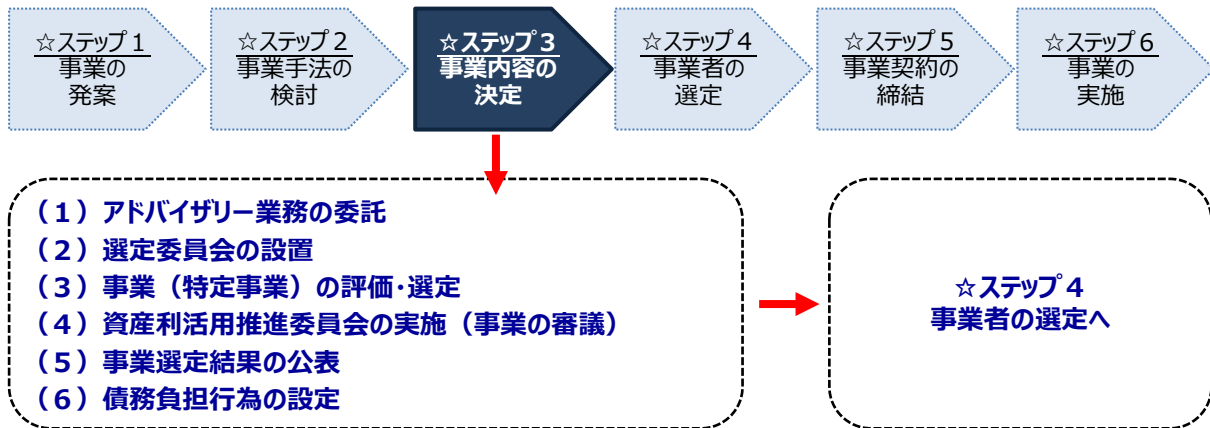 ☆ステップ１
事業の
発案
☆ステップ２
事業手法の
検討
☆ステップ３
事業内容の
決定
☆ステップ４
事業者の
選定
☆ステップ５
事業契約の
締結
☆ステップ６
事業の
実施
（１）アドバイザリー業務の委託
（２）選定委員会の設置
（３）事業（特定事業）の評価･選定
（４）資産利活用推進委員会の実施（事業の審議）
（５）事業選定結果の公表
（６）債務負担行為の設定
☆ステップ４
事業者の選定へ